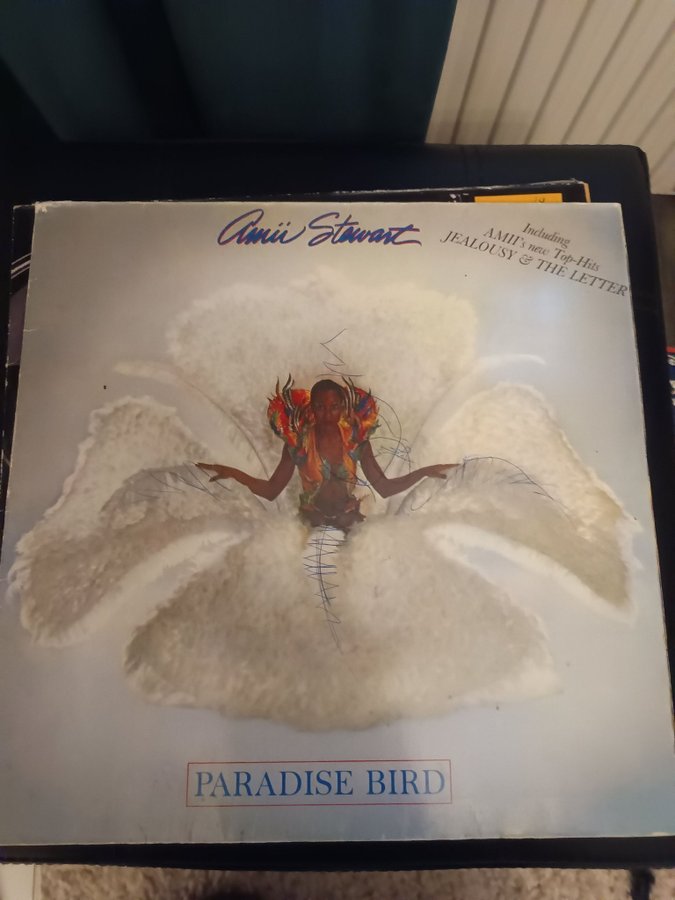 Amii Stewart
Including
AMII's new Top-Hits
JEALOUSY & THE LETTER
PARADISE BIRD